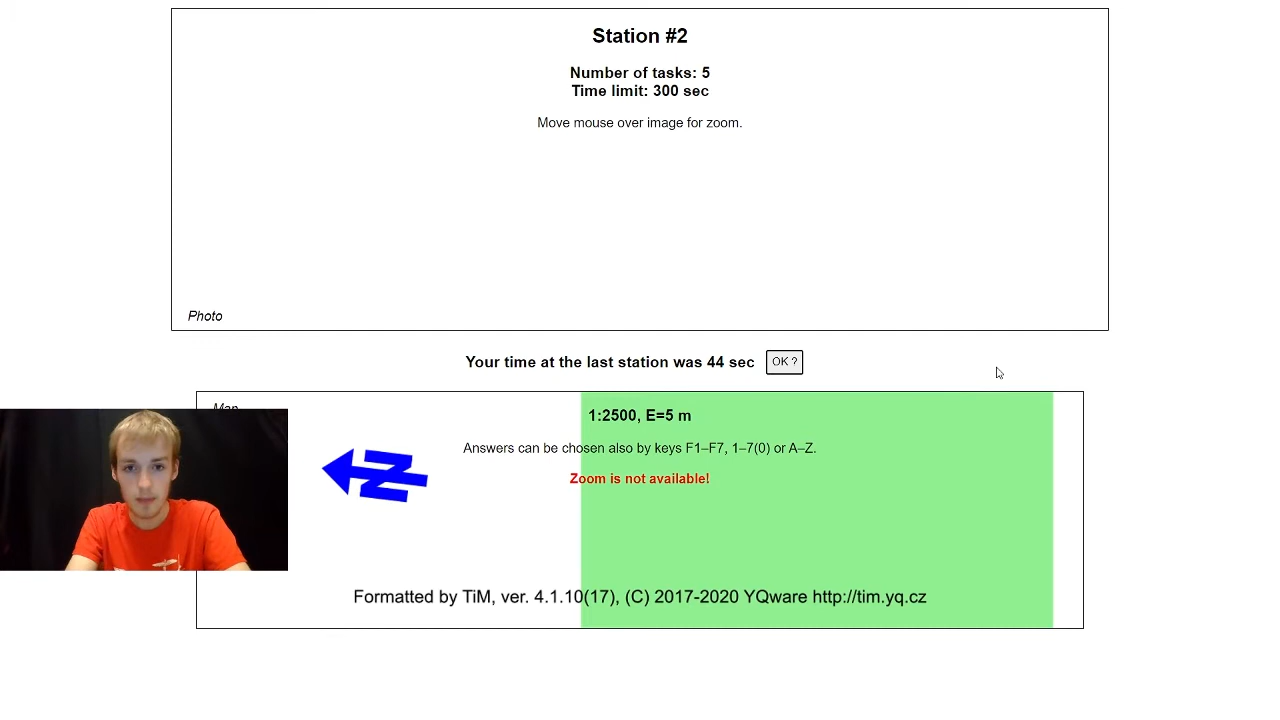 Station #2
Number of tasks: 5
Time limit: 300 sec
Move mouse over image for zoom.
Photo
Your time at the last station was 44 sec OK ?
Map
1:2500, E=5 m
Answers can be chosen also by keys F1–F7, 1–7(0) or A–Z.
Zoom is not available!
Formatted by TiM, ver. 4.1.10(17), (C) 2017-2020 YQware http://tim.yq.cz